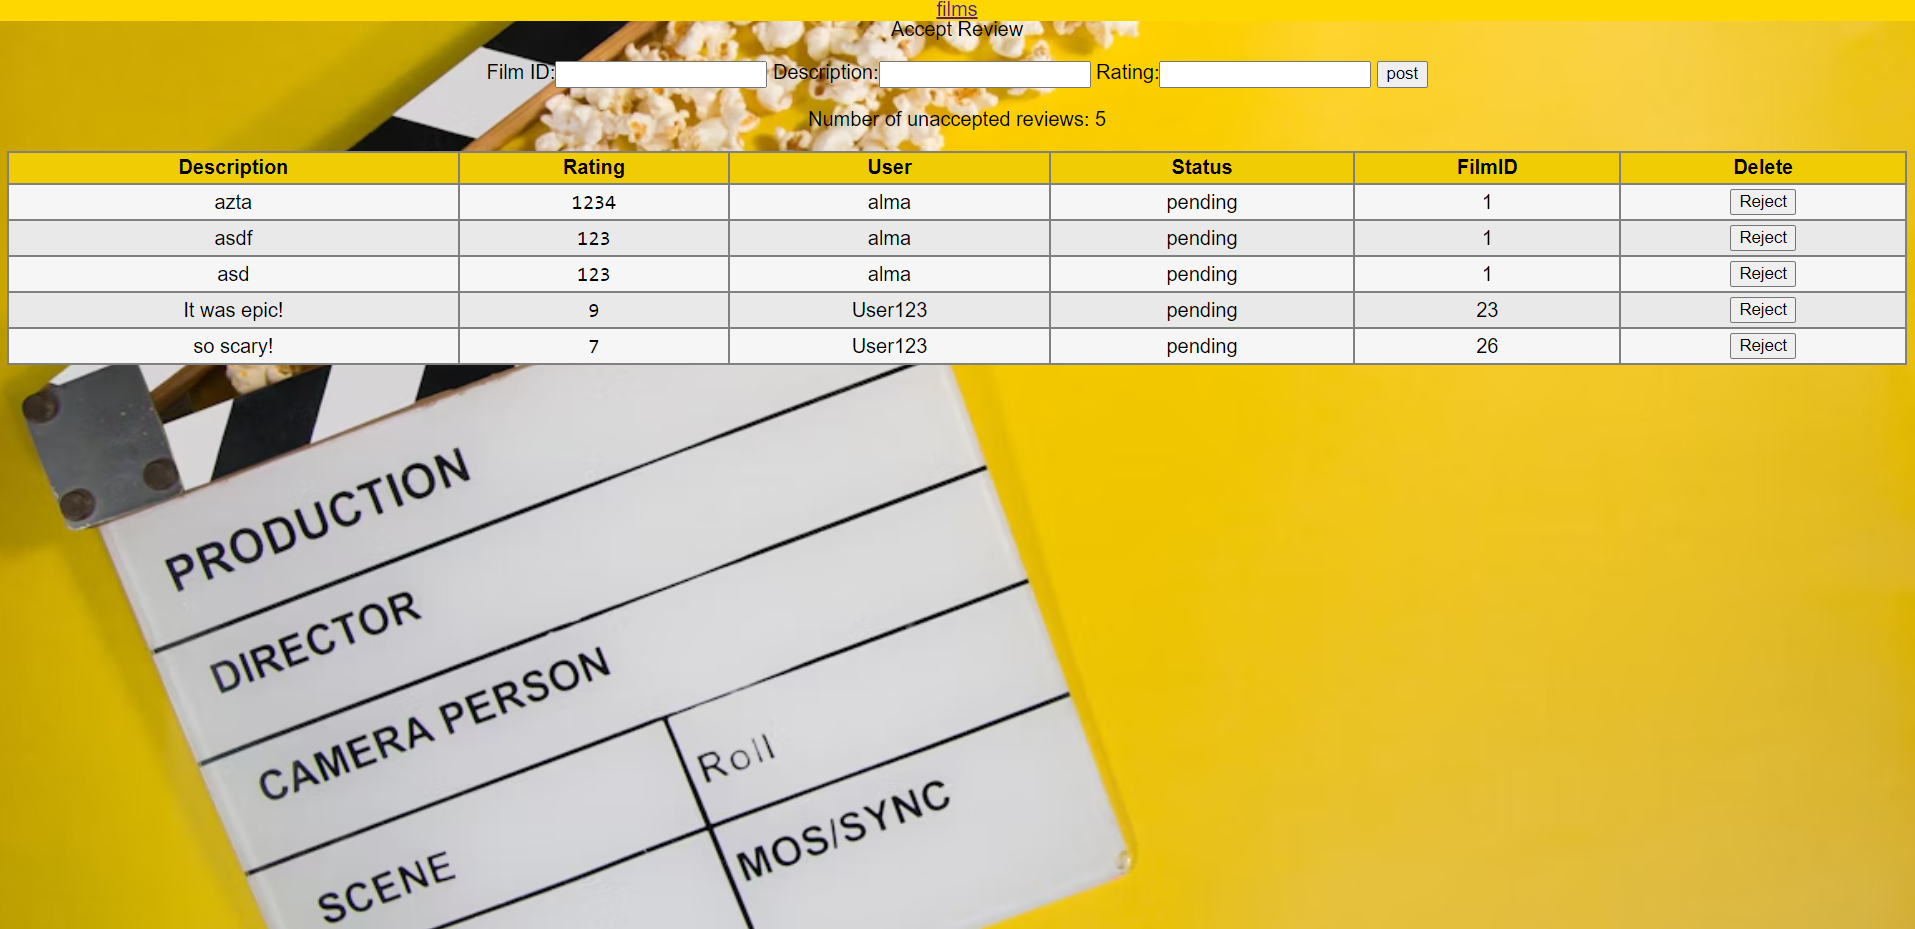 films
Accept Review
Film ID: Description: Rating: post
Number of unaccepted reviews: 5
Description Rating User Status FilmID Delete
azta 1234 alma pending 1 Reject
asdf 123 alma pending 1 Reject
asd 123 alma pending 1 Reject
It was epic! 9 User123 pending 23 Reject
so scary! 7 User123 pending 26 Reject
PRODUCTION
DIRECTOR
CAMERA PERSON
Roll
SCENE
MOS/SYNC